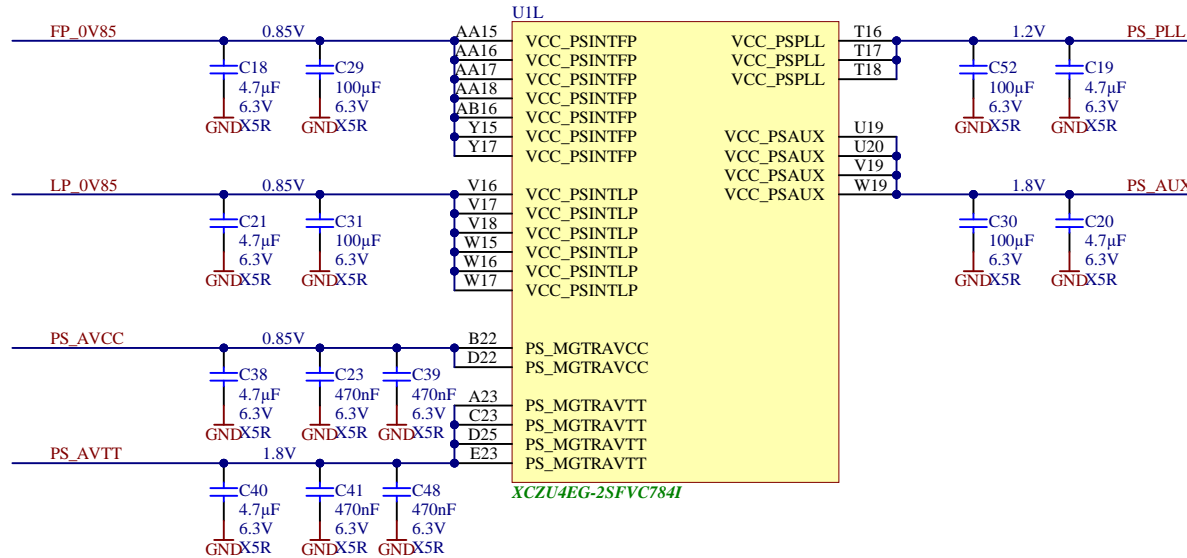 U1L
FP_0V85
0.85V
C18
4.7µF
6.3V
X5R
GND
C29
100µF
6.3V
X5R
GND
AA15 VCC_PSINTFP
AA16 VCC_PSINTFP
AA17 VCC_PSINTFP
AA18 VCC_PSINTFP
AB16 VCC_PSINTFP
Y15 VCC_PSINTFP
Y17 VCC_PSINTFP
VCC_PSPLL T16
VCC_PSPLL T17
VCC_PSPLL T18
1.2V
PS_PLL
C52
100µF
6.3V
X5R
GND
C19
4.7µF
6.3V
X5R
GND
LP_0V85
0.85V
C21
4.7µF
6.3V
X5R
GND
C31
100µF
6.3V
X5R
GND
V16 VCC_PSINTLP
V17 VCC_PSINTLP
V18 VCC_PSINTLP
W15 VCC_PSINTLP
W16 VCC_PSINTLP
W17 VCC_PSINTLP
VCC_PSAUX U19
VCC_PSAUX U20
VCC_PSAUX V19
VCC_PSAUX W19
1.8V
PS_AUX
C30
100µF
6.3V
X5R
GND
C20
4.7µF
6.3V
X5R
GND
PS_AVCC
0.85V
C38
4.7µF
6.3V
X5R
GND
C23
470nF
6.3V
X5R
GND
C39
470nF
6.3V
X5R
GND
B22 PS_MGTRAVCC
D22 PS_MGTRAVCC
A23 PS_MGTRAVTT
C23 PS_MGTRAVTT
D25 PS_MGTRAVTT
E23 PS_MGTRAVTT
PS_AVTT
1.8V
C40
4.7µF
6.3V
X5R
GND
C41
470nF
6.3V
X5R
GND
C48
470nF
6.3V
X5R
GND
XCZU4EG-2SFVC784I